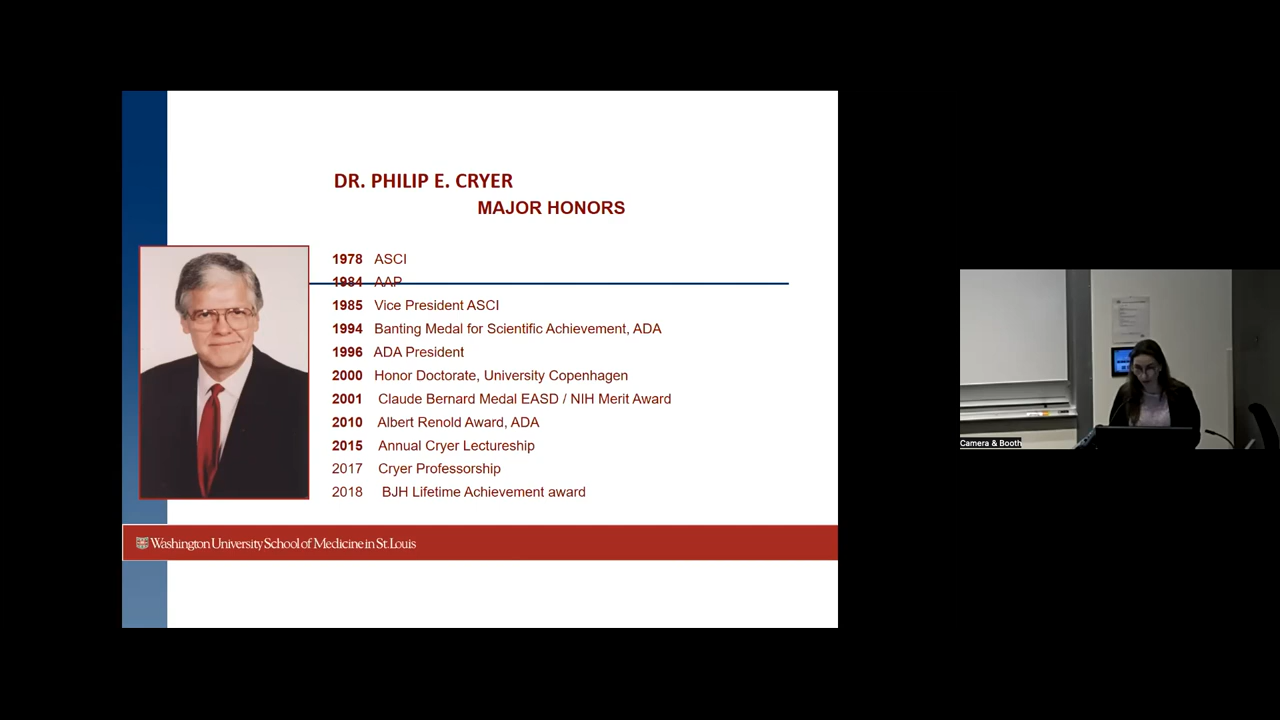 DR. PHILIP E. CRYER
MAJOR HONORS
1978 ASCI
1984 AAP
1985 Vice President ASCI
1994 Banting Medal for Scientific Achievement, ADA
1996 ADA President
2000 Honor Doctorate, University Copenhagen
2001 Claude Bernard Medal EASD / NIH Merit Award
2010 Albert Renold Award, ADA
2015 Annual Cryer Lectureship
2017 Cryer Professorship
2018 BJH Lifetime Achievement award
Washington University School of Medicine in St. Louis
Camera & Booth